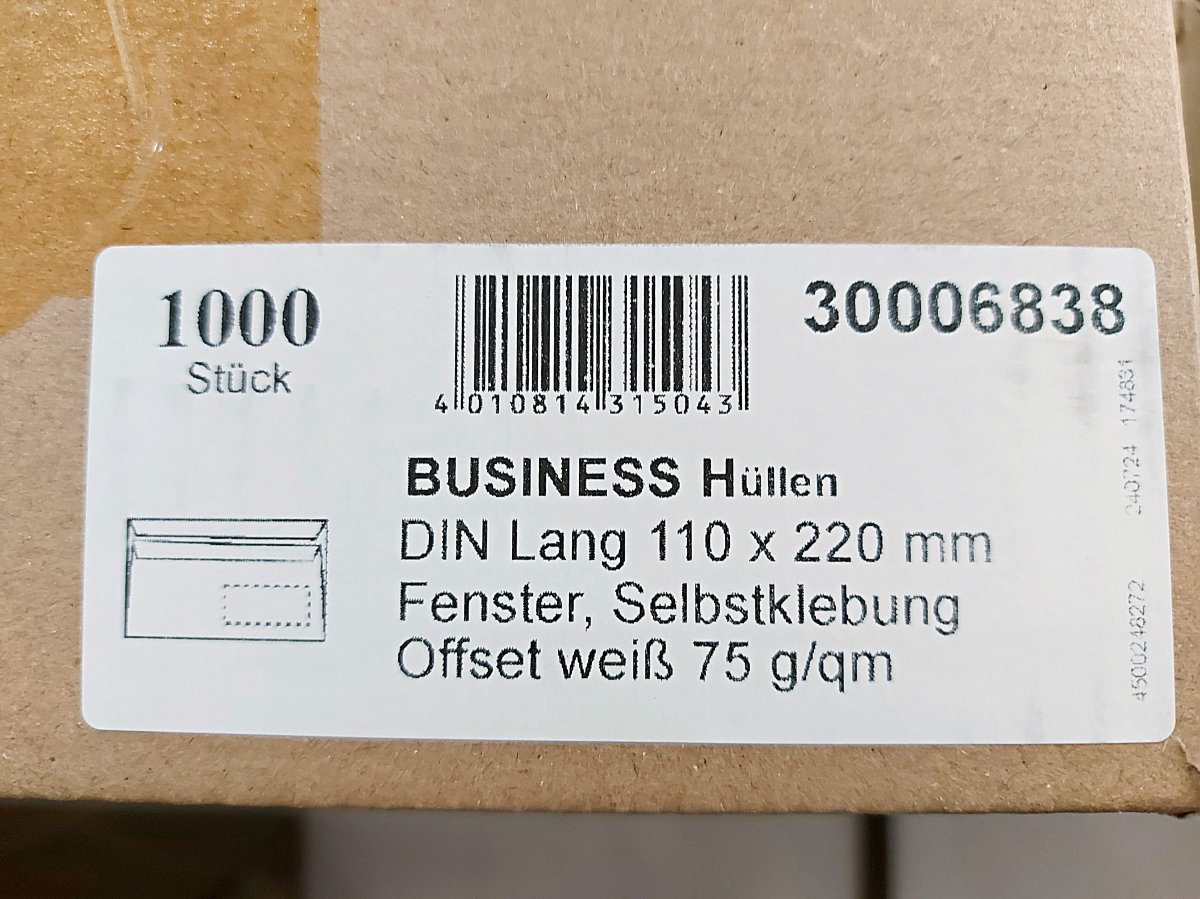 1000
Stück
4 010814 315043
30006838
BUSINESS Hüllen
DIN Lang 110 x 220 mm
Fenster, Selbstklebung
Offset weiß 75 g/qm
4500248272 240724 174831